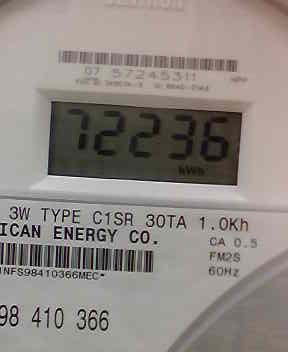 07 57245311
72236
kWh
3W TYPE C1SR 30TA 1.0Kh
ICAN ENERGY CO.
CA 0.5
FM2S
60Hz
INFS98410366MEC*
98 410 366